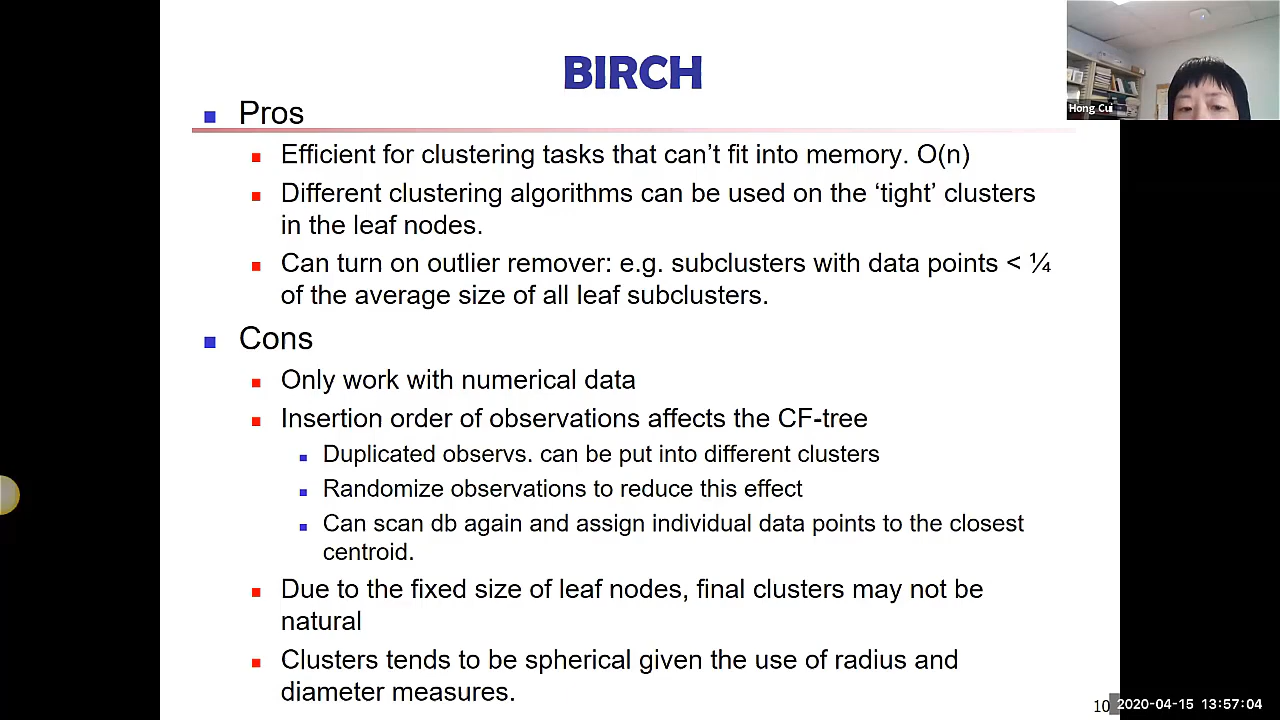 BIRCH
Pros
Efficient for clustering tasks that can’t fit into memory. O(n)
Different clustering algorithms can be used on the ‘tight’ clusters
in the leaf nodes.
Can turn on outlier remover: e.g. subclusters with data points < ¼
of the average size of all leaf subclusters.
Cons
Only work with numerical data
Insertion order of observations affects the CF-tree
Duplicated observs. can be put into different clusters
Randomize observations to reduce this effect
Can scan db again and assign individual data points to the closest
centroid.
Due to the fixed size of leaf nodes, final clusters may not be
natural
Clusters tends to be spherical given the use of radius and
diameter measures.
Hong Cui
10
2020-04-15 13:57:04